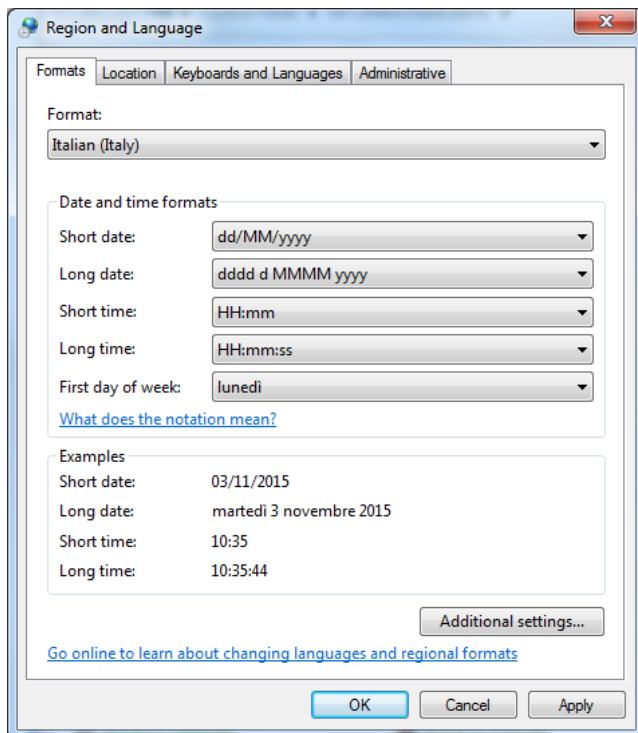 Region and Language
Formats Location Keyboards and Languages Administrative
Format:
Italian (Italy)
Date and time formats
Short date: dd/MM/yyyy
Long date: dddd d MMMM yyyy
Short time: HH:mm
Long time: HH:mm:ss
First day of week: lunedì
What does the notation mean?
Examples
Short date: 03/11/2015
Long date: martedì 3 novembre 2015
Short time: 10:35
Long time: 10:35:44
Additional settings...
Go online to learn about changing languages and regional formats
OK Cancel Apply